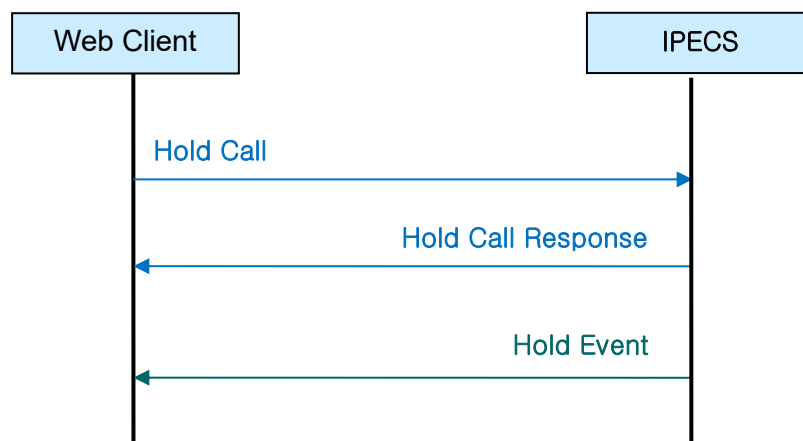 Web Client
IPECS
Hold Call
Hold Call Response
Hold Event